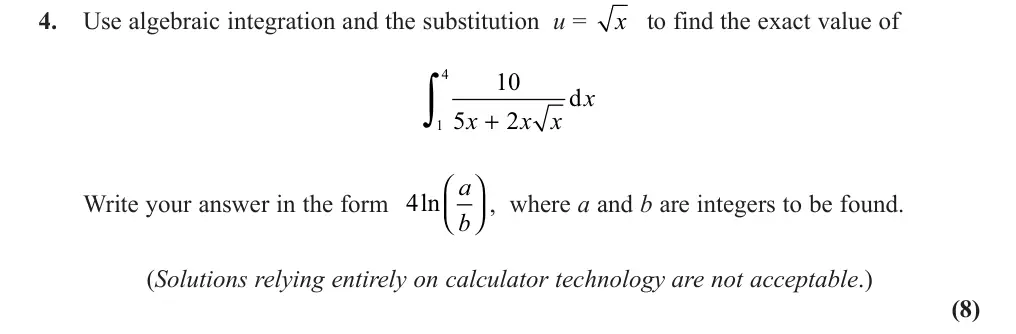 4. Use algebraic integration and the substitution u = √x to find the exact value of
∫₁⁴ 10/(5x + 2x√x) dx
Write your answer in the form 4ln(a/b), where a and b are integers to be found.
(Solutions relying entirely on calculator technology are not acceptable.)
(8)